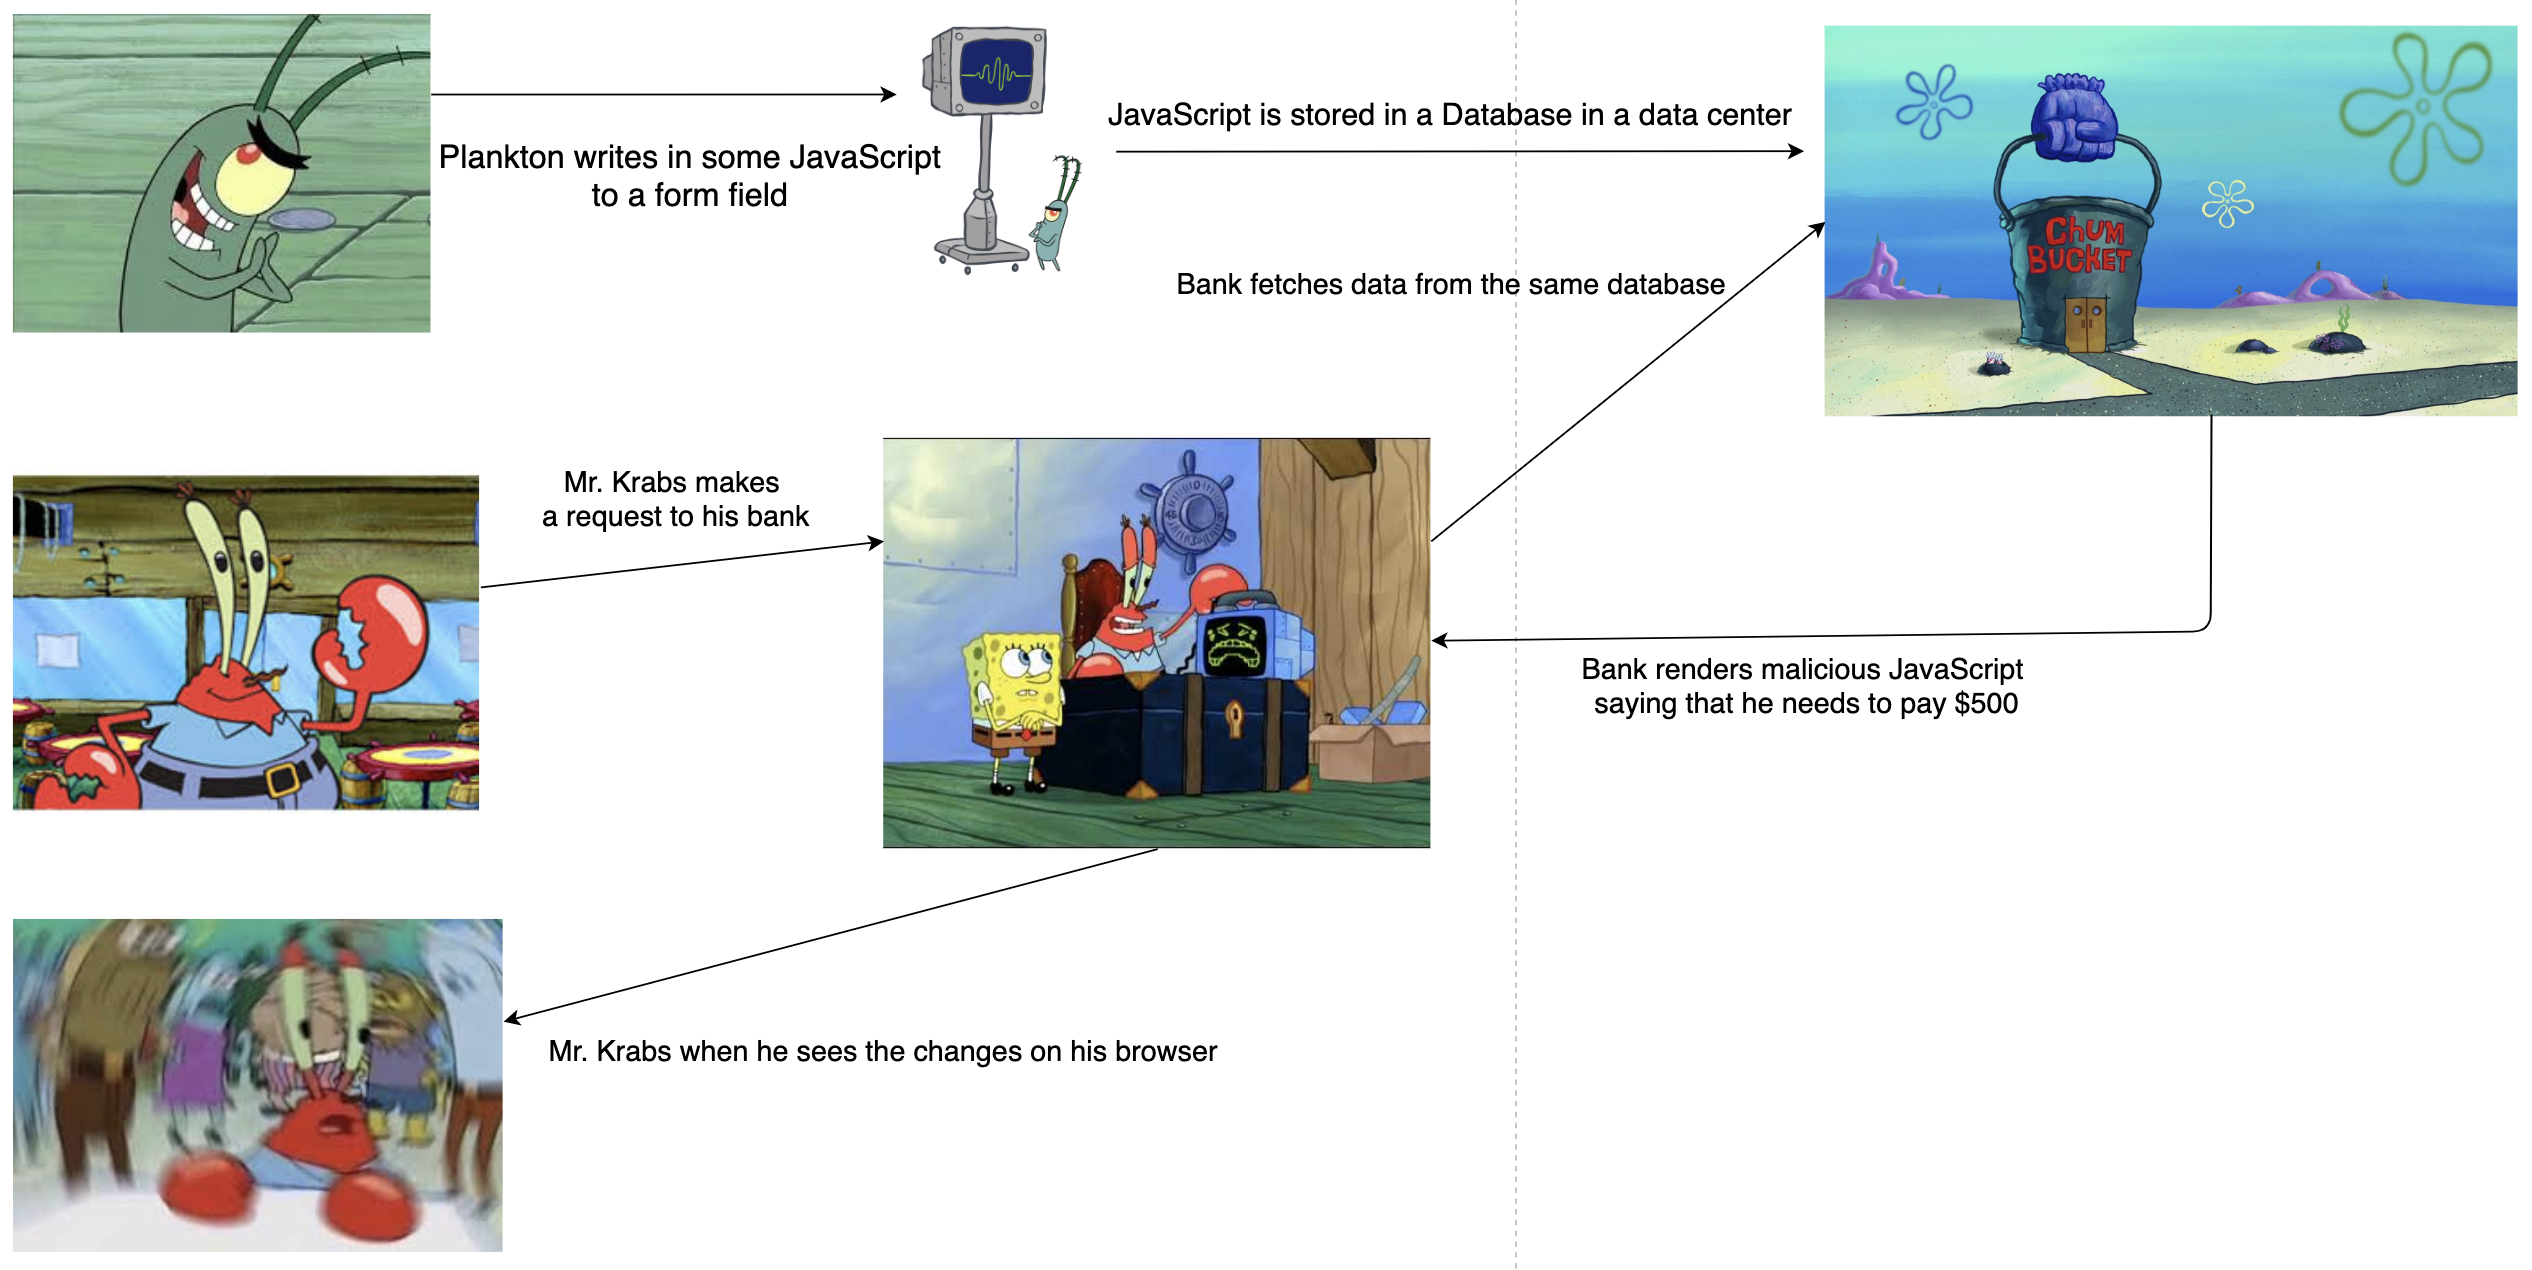 Plankton writes in some JavaScript
to a form field
JavaScript is stored in a Database in a data center
CHUM
BUCKET
Bank fetches data from the same database
Mr. Krabs makes
a request to his bank
Bank renders malicious JavaScript
saying that he needs to pay $500
Mr. Krabs when he sees the changes on his browser